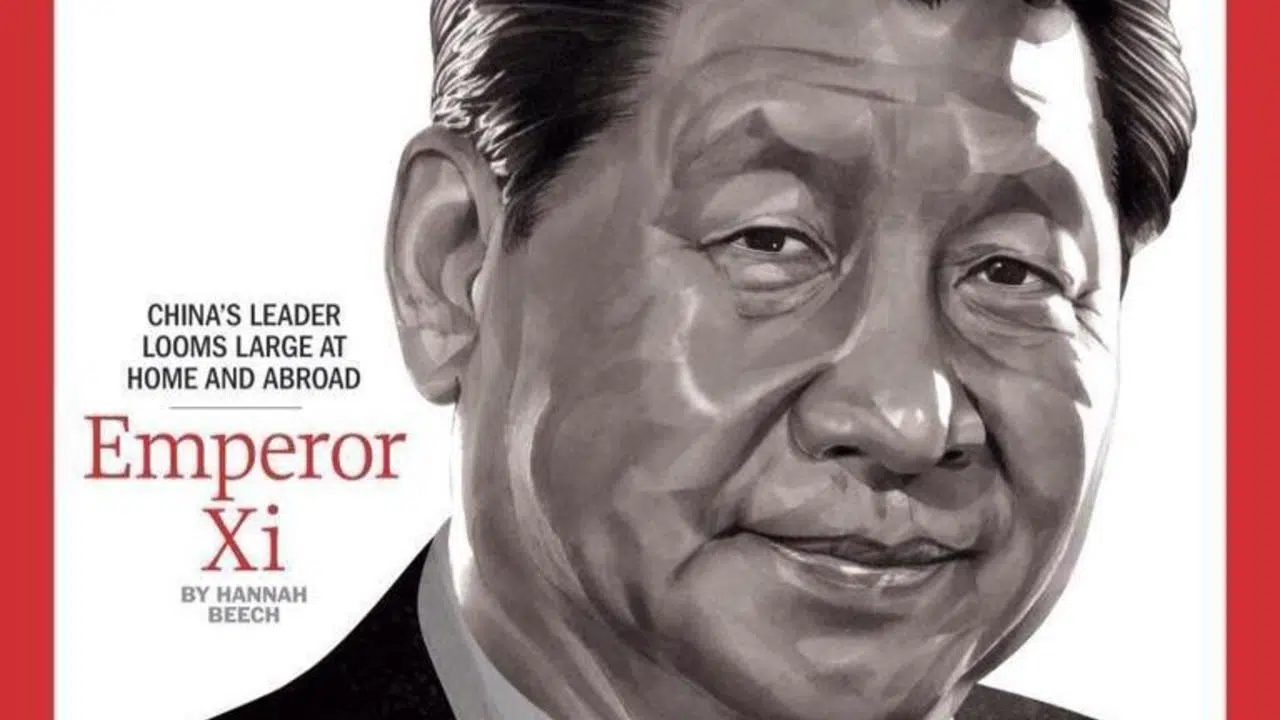 CHINA'S LEADER
LOOMS LARGE AT
HOME AND ABROAD
Emperor
Xi
BY HANNAH
BEECH